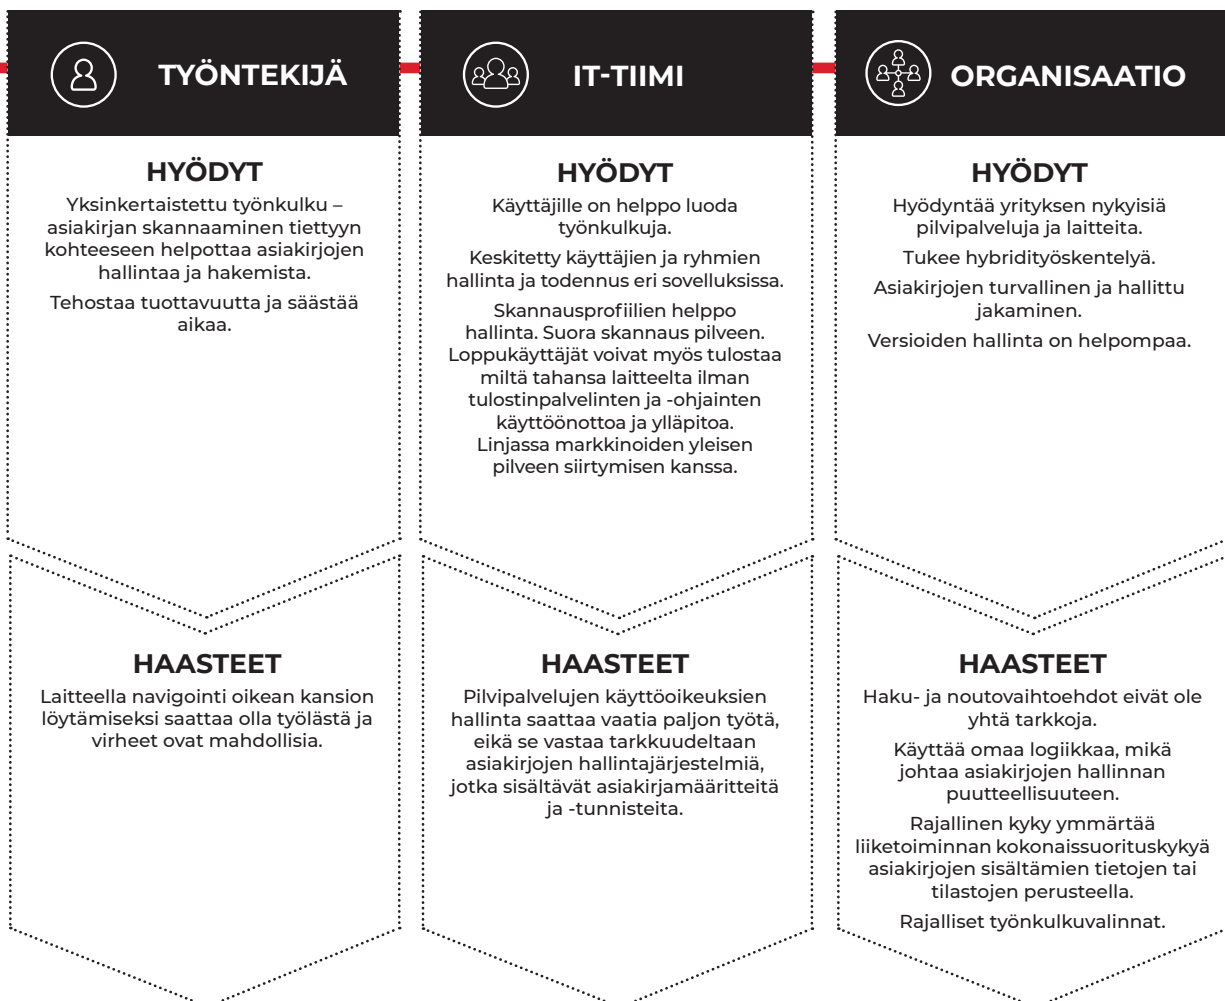 TYÖNTEKIJÄ
HYÖDYT
Yksinkertaistettu työnkulku –
asiakirjan skannaaminen tiettyyn
kohteeseen helpottaa asiakirjojen
hallintaa ja hakemista.
Tehostaa tuottavuutta ja säästää
aikaa.
HAASTEET
Laitteella navigointi oikean kansion
löytämiseksi saattaa olla työlästä ja
virheet ovat mahdollisia.
IT-TIIMI
HYÖDYT
Käyttäjille on helppo luoda
työnkulkuja.
Keskitetty käyttäjien ja ryhmien
hallinta ja todennus eri sovelluksissa.
Skannausprofiilien helppo
hallinta. Suora skannaus pilveen.
Loppukäyttäjät voivat myös tulostaa
miltä tahansa laitteelta ilman
tulostinpalvelinten ja -ohjainten
käyttöönottoa ja ylläpitoa.
Linjassa markkinoiden yleisen
pilveen siirtymisen kanssa.
HAASTEET
Pilvipalvelujen käyttöoikeuksien
hallinta saattaa vaatia paljon työtä,
eikä se vastaa tarkkuudeltaan
asiakirjojen hallintajärjestelmiä,
jotka sisältävät asiakirjamääritteitä
ja -tunnisteita.
ORGANISAATIO
HYÖDYT
Hyödyntää yrityksen nykyisiä
pilvipalveluja ja laitteita.
Tukee hybridityöskentelyä.
Asiakirjojen turvallinen ja hallittu
jakaminen.
Versioiden hallinta on helpompaa.
HAASTEET
Haku- ja noutovaihtoehdot eivät ole
yhtä tarkkoja.
Käyttää omaa logiikkaa, mikä
johtaa asiakirjojen hallinnan
puutteellisuuteen.
Rajallinen kyky ymmärtää
liiketoiminnan kokonaissuorituskykyä
asiakirjojen sisältämien tietojen tai
tilastojen perusteella.
Rajalliset työnkulkuvalinnat.